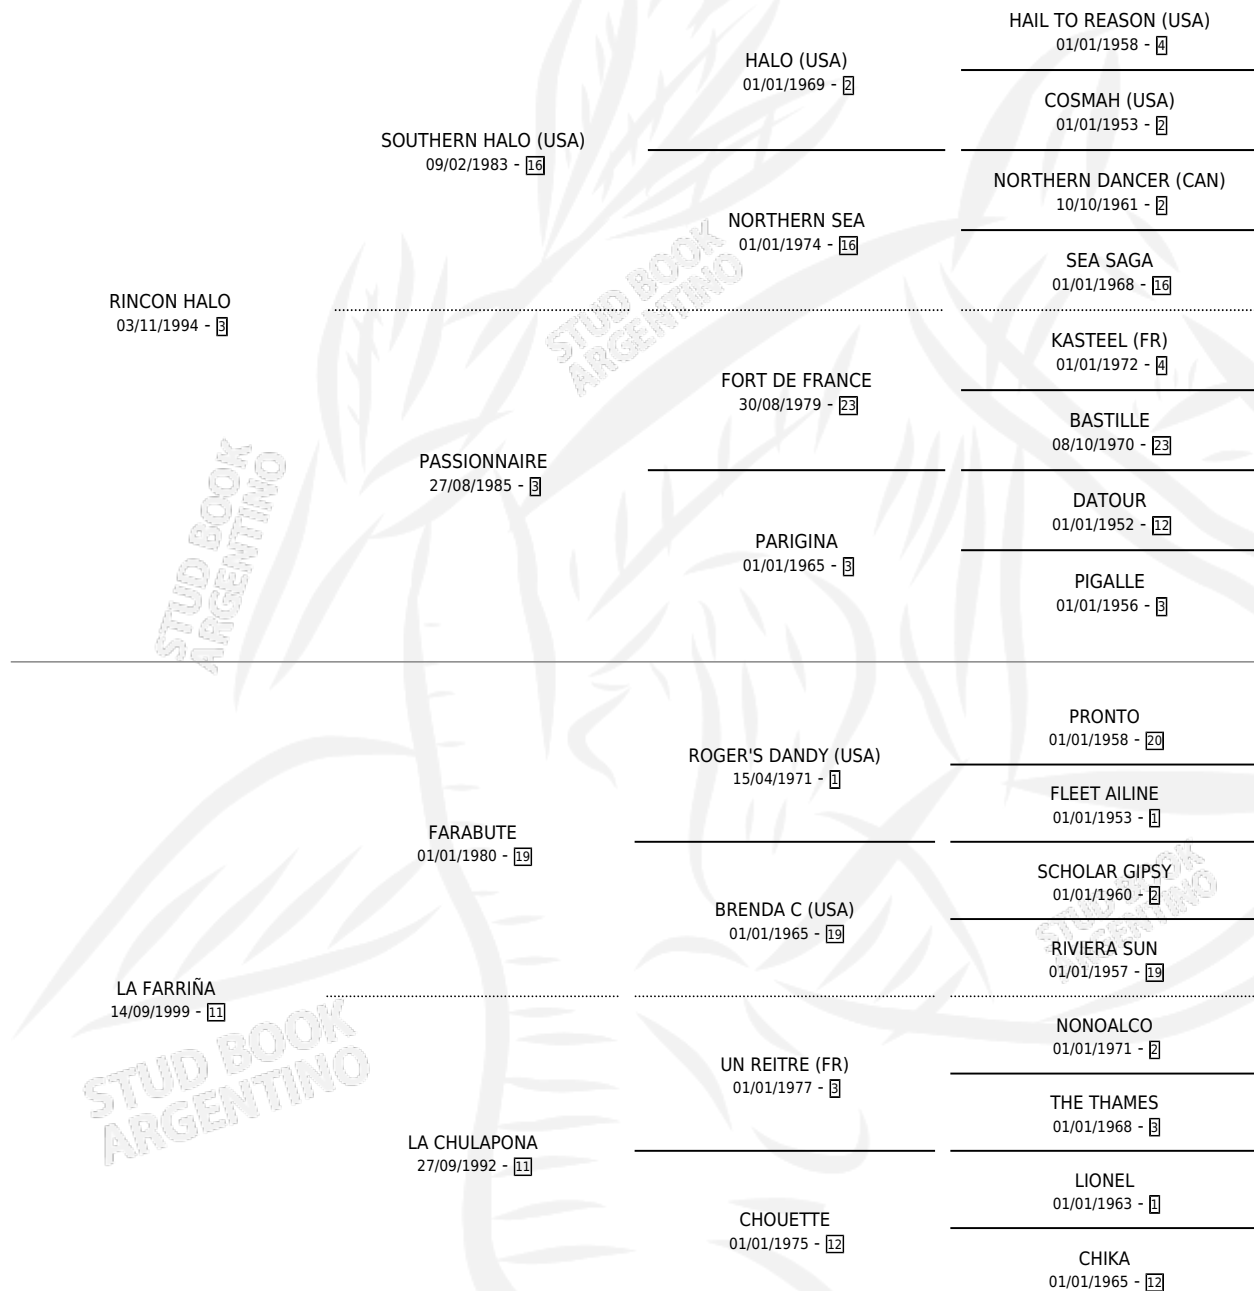 HAIL TO REASON (USA)
01/01/1958 - 4
HALO (USA)
01/01/1969 - 2
COSMAH (USA)
01/01/1953 - 2
SOUTHERN HALO (USA)
09/02/1983 - 16
NORTHERN DANCER (CAN)
10/10/1961 - 2
NORTHERN SEA
01/01/1974 - 16
SEA SAGA
01/01/1968 - 16
RINCON HALO
03/11/1994 - 3
KASTEEL (FR)
01/01/1972 - 4
FORT DE FRANCE
30/08/1979 - 23
BASTILLE
08/10/1970 - 23
PASSIONNAIRE
27/08/1985 - 3
DATOUR
01/01/1952 - 12
PARIGINA
01/01/1965 - 3
PIGALLE
01/01/1956 - 3
PRONTO
01/01/1958 - 20
ROGER'S DANDY (USA)
15/04/1971 - 1
FLEET AILINE
01/01/1953 - 1
FARABUTE
01/01/1980 - 19
SCHOLAR GIPSY
01/01/1960 - 2
BRENDA C (USA)
01/01/1965 - 19
RIVIERA SUN
01/01/1957 - 19
LA FARRIÑA
14/09/1999 - 11
NONOALCO
01/01/1971 - 2
UN REITRE (FR)
01/01/1977 - 3
THE THAMES
01/01/1968 - 3
LA CHULAPONA
27/09/1992 - 11
LIONEL
01/01/1963 - 1
CHOUETTE
01/01/1975 - 12
CHIKA
01/01/1965 - 12
STUD BOOK
ARGENTINO
STUD BOOK
ARGENTINO
STUD BOOK
ARGENTINO
STUD BOOK
ARGENTINO